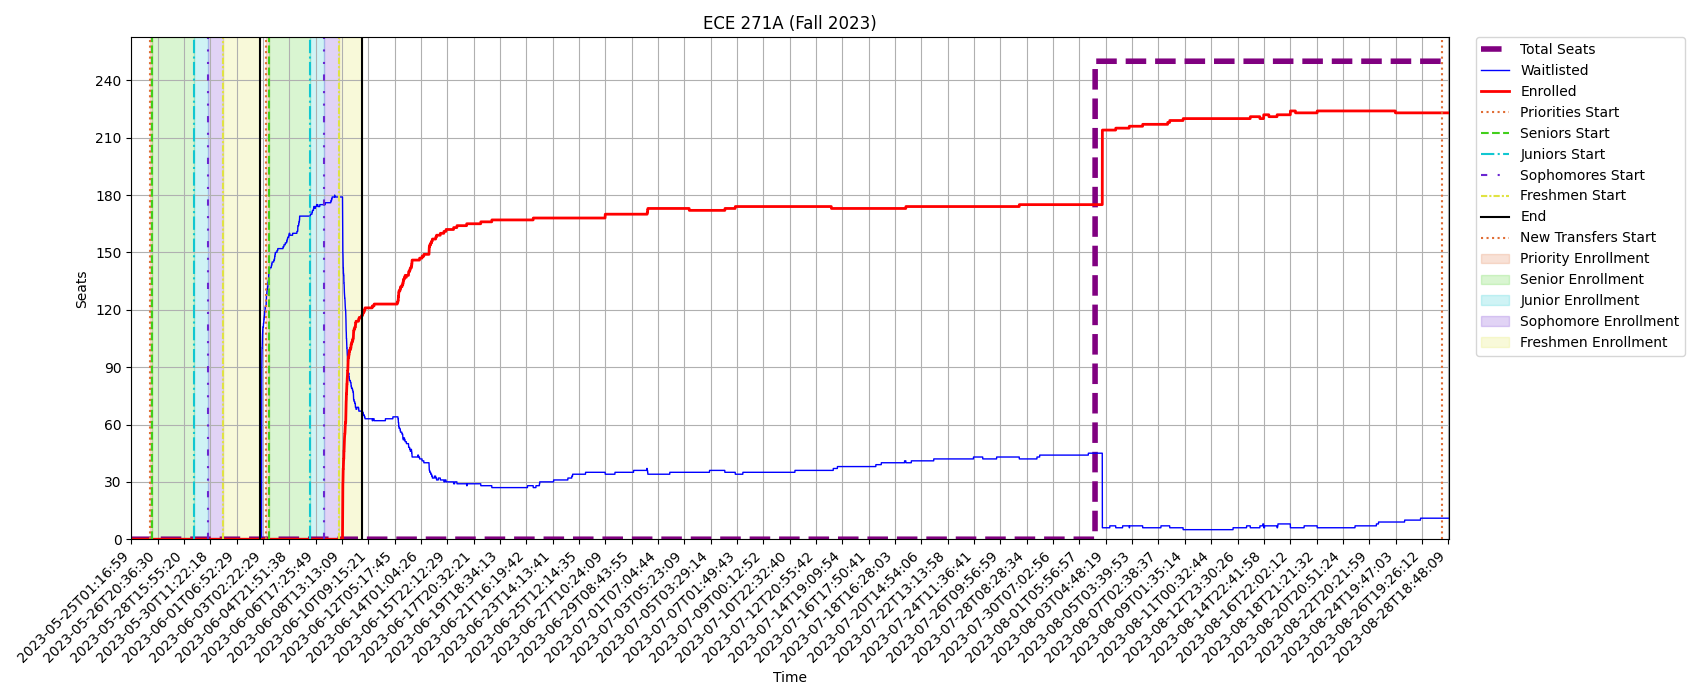 ECE 271A (Fall 2023)
Seats
240
210
180
150
120
90
60
30
0
2023-05-25T01:16:59
2023-05-26T20:36:30
2023-05-28T15:55:20
2023-05-30T11:22:18
2023-06-01T06:52:29
2023-06-03T02:22:29
2023-06-04T21:51:38
2023-06-06T17:25:49
2023-06-08T13:13:09
2023-06-10T09:15:21
2023-06-12T05:17:45
2023-06-14T01:04:26
2023-06-15T22:12:29
2023-06-17T20:32:21
2023-06-19T18:34:13
2023-06-21T16:19:42
2023-06-23T14:13:41
2023-06-25T12:14:35
2023-06-27T10:24:09
2023-06-29T08:43:55
2023-07-01T07:04:44
2023-07-03T05:23:09
2023-07-05T03:29:14
2023-07-07T01:49:43
2023-07-09T00:12:52
2023-07-10T22:32:40
2023-07-12T20:55:42
2023-07-14T19:09:54
2023-07-16T17:50:41
2023-07-18T16:28:03
2023-07-20T14:54:06
2023-07-22T13:13:58
2023-07-24T11:36:41
2023-07-26T09:56:59
2023-07-28T08:28:34
2023-07-30T07:02:56
2023-08-01T05:56:57
2023-08-03T04:48:19
2023-08-05T03:39:53
2023-08-07T02:38:37
2023-08-09T01:35:14
2023-08-11T00:32:44
2023-08-12T23:30:26
2023-08-14T22:41:58
2023-08-16T22:02:12
2023-08-18T21:21:32
2023-08-20T20:51:24
2023-08-22T20:21:59
2023-08-24T19:47:03
2023-08-26T19:26:12
2023-08-28T18:48:09
Time
Total Seats
Waitlisted
Enrolled
Priorities Start
Seniors Start
Juniors Start
Sophomores Start
Freshmen Start
End
New Transfers Start
Priority Enrollment
Senior Enrollment
Junior Enrollment
Sophomore Enrollment
Freshmen Enrollment